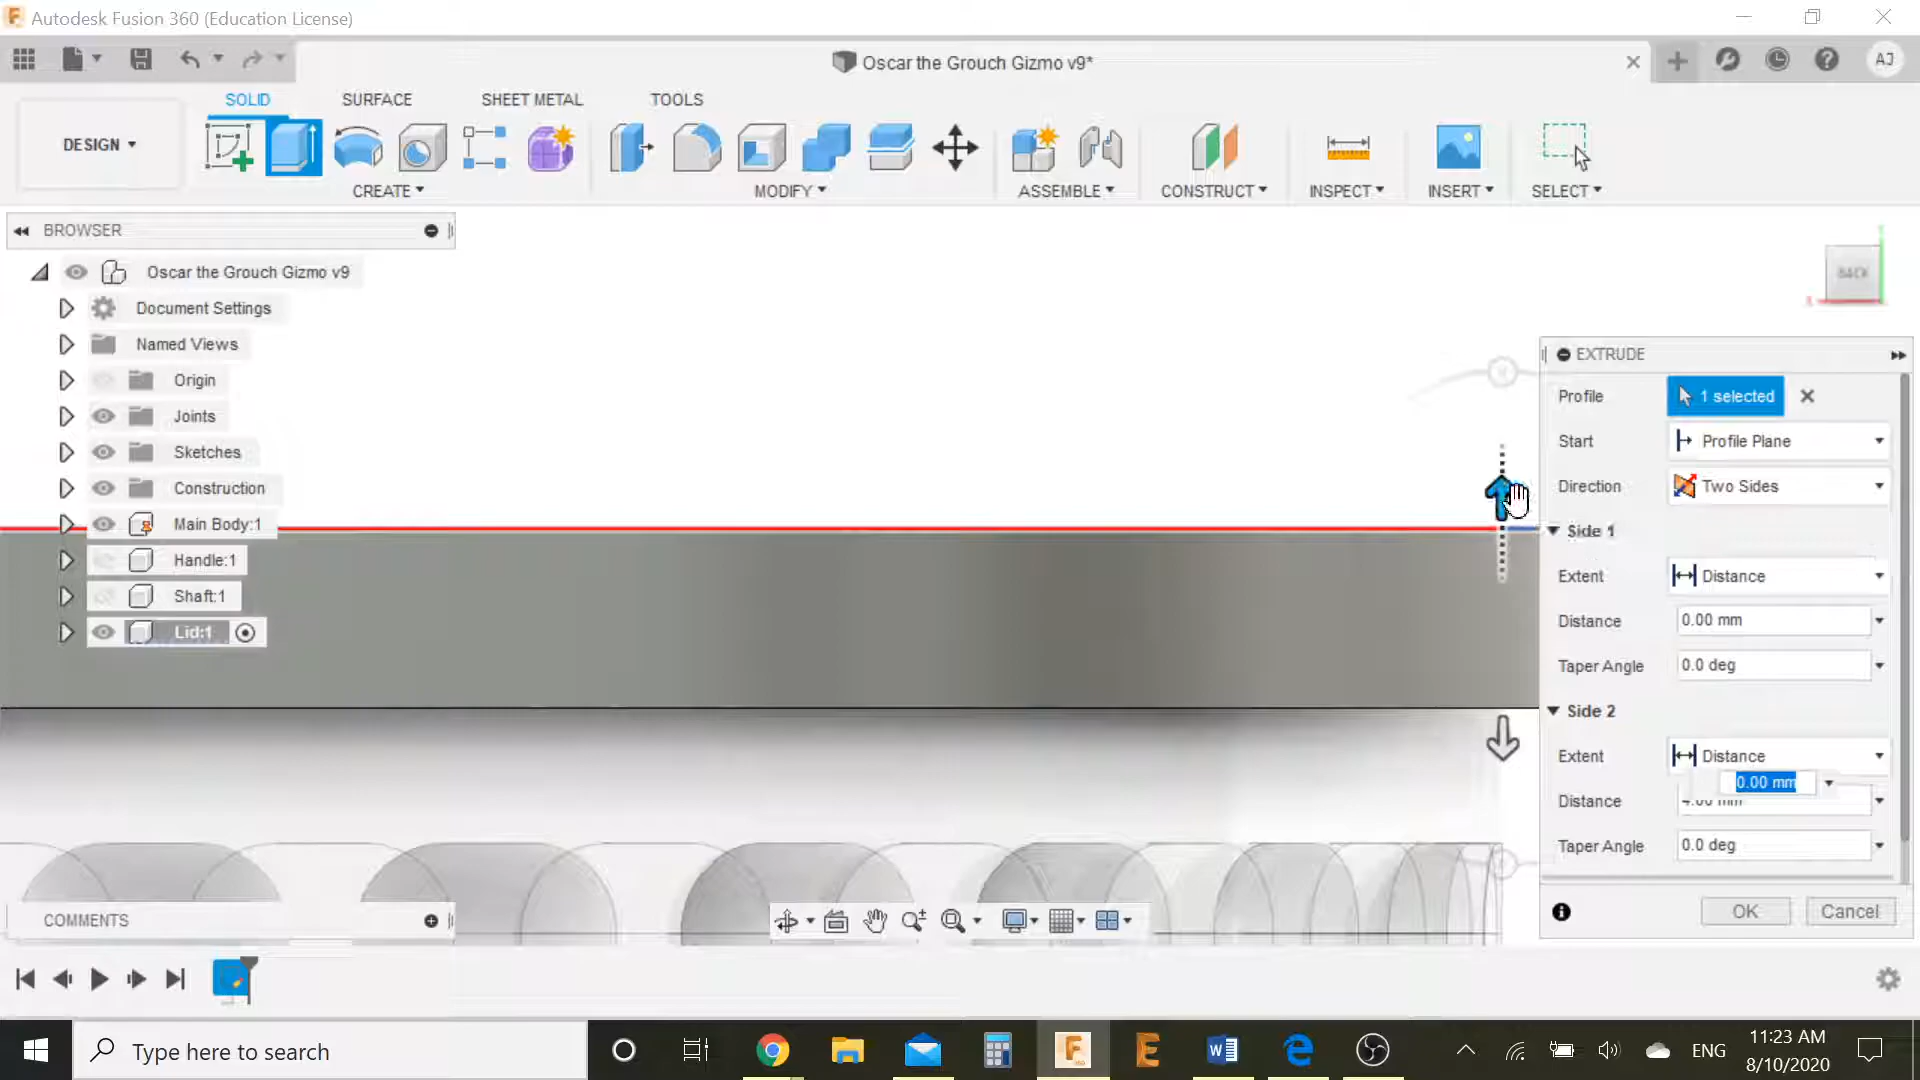 Autodesk Fusion 360 (Education License)
Oscar the Grouch Gizmo v9*
AJ
SOLID
SURFACE
SHEET METAL
TOOLS
DESIGN
CREATE
MODIFY
ASSEMBLE
CONSTRUCT
INSPECT
INSERT
SELECT
BROWSER
Oscar the Grouch Gizmo v9
Document Settings
Named Views
Origin
Joints
Sketches
Construction
Main Body:1
Handle:1
Shaft:1
Lid:1
BACK
EXTRUDE
Profile
1 selected
Start
Profile Plane
Direction
Two Sides
Side 1
Extent
Distance
Distance
0.00 mm
Taper Angle
0.0 deg
Side 2
Extent
Distance
0.00 mm
Distance
4.00 mm
Taper Angle
0.0 deg
OK
Cancel
COMMENTS
Type here to search
ENG
11:23 AM
8/10/2020